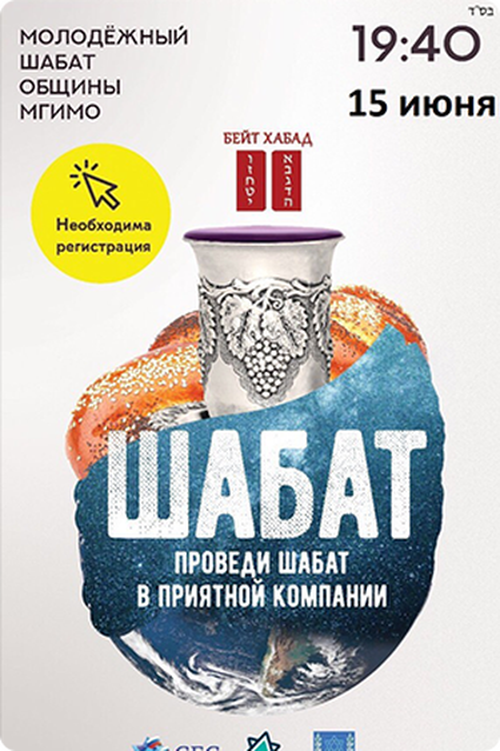 בס"ד
МОЛОДЁЖНЫЙ
ШАБАТ
ОБЩИНЫ
МГИМО
19:40
15 июня
Необходима
регистрация
БЕЙТ ХАБАД
ШАБАТ
ПРОВЕДИ ШАБАТ
В ПРИЯТНОЙ КОМПАНИИ